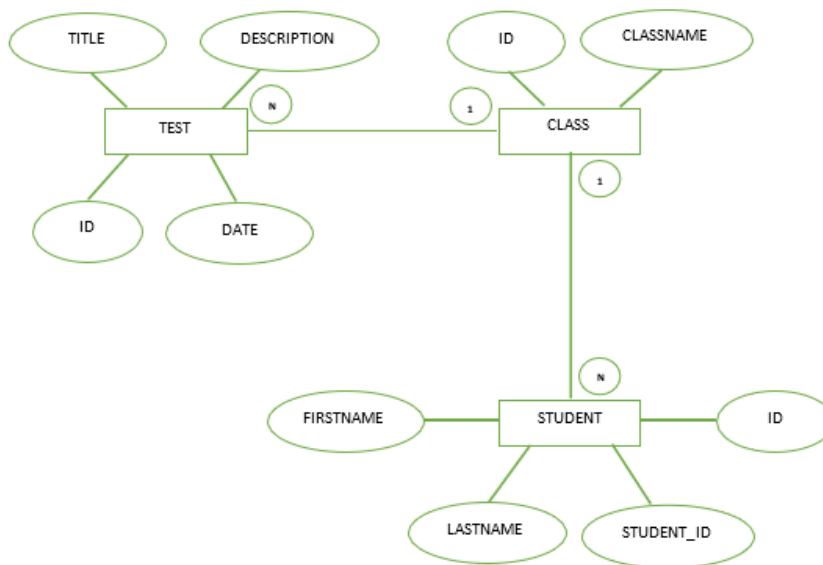 TITLE
DESCRIPTION
ID
CLASSNAME
N
1
TEST
CLASS
1
ID
DATE
N
FIRSTNAME
STUDENT
ID
LASTNAME
STUDENT_ID